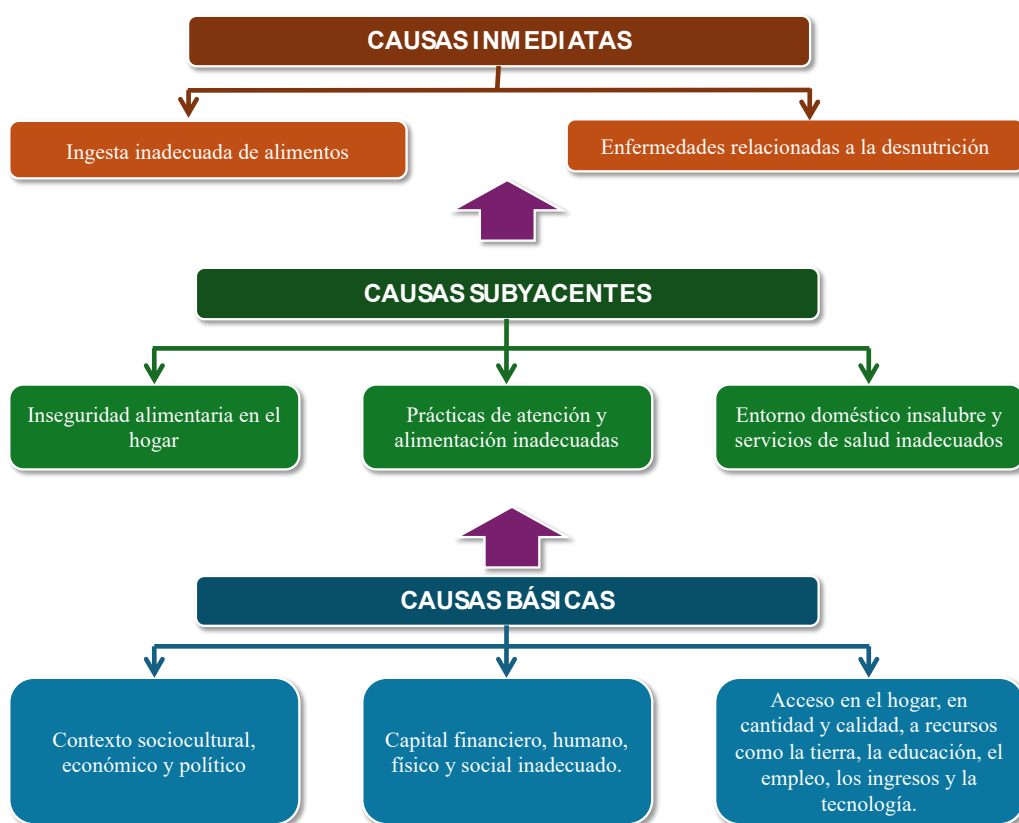 CAUSAS INMEDIATAS
Ingesta inadecuada de alimentos
Enfermedades relacionadas a la desnutrición
CAUSAS SUBYACENTES
Inseguridad alimentaria en el
hogar
Prácticas de atención y
alimentación inadecuadas
Entorno doméstico insalubre y
servicios de salud inadecuados
CAUSAS BÁSICAS
Contexto sociocultural,
económico y político
Capital financiero, humano,
físico y social inadecuado.
Acceso en el hogar, en
cantidad y calidad, a recursos
como la tierra, la educación, el
empleo, los ingresos y la
tecnología.